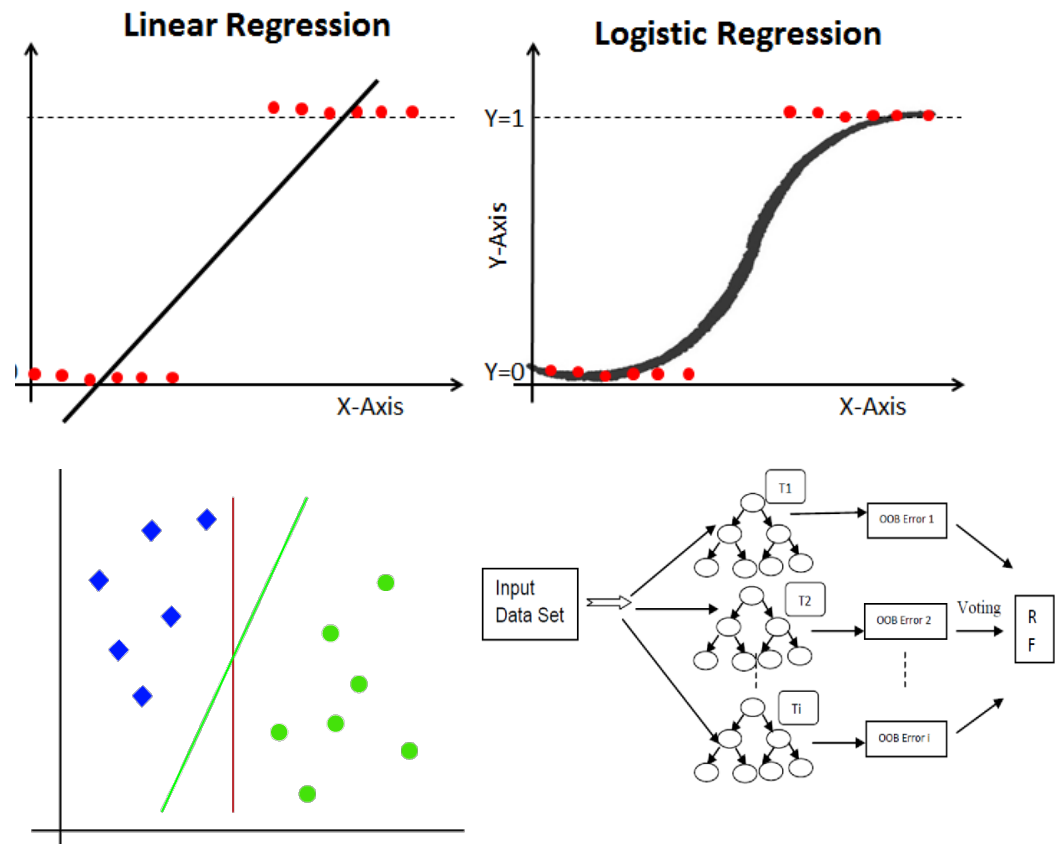 Linear Regression
X-Axis
Logistic Regression
Y=1
Y-Axis
Y=0
X-Axis
Input
Data Set
T1
OOB Error 1
T2
OOB Error 2
Voting
R
F
Ti
OOB Error i